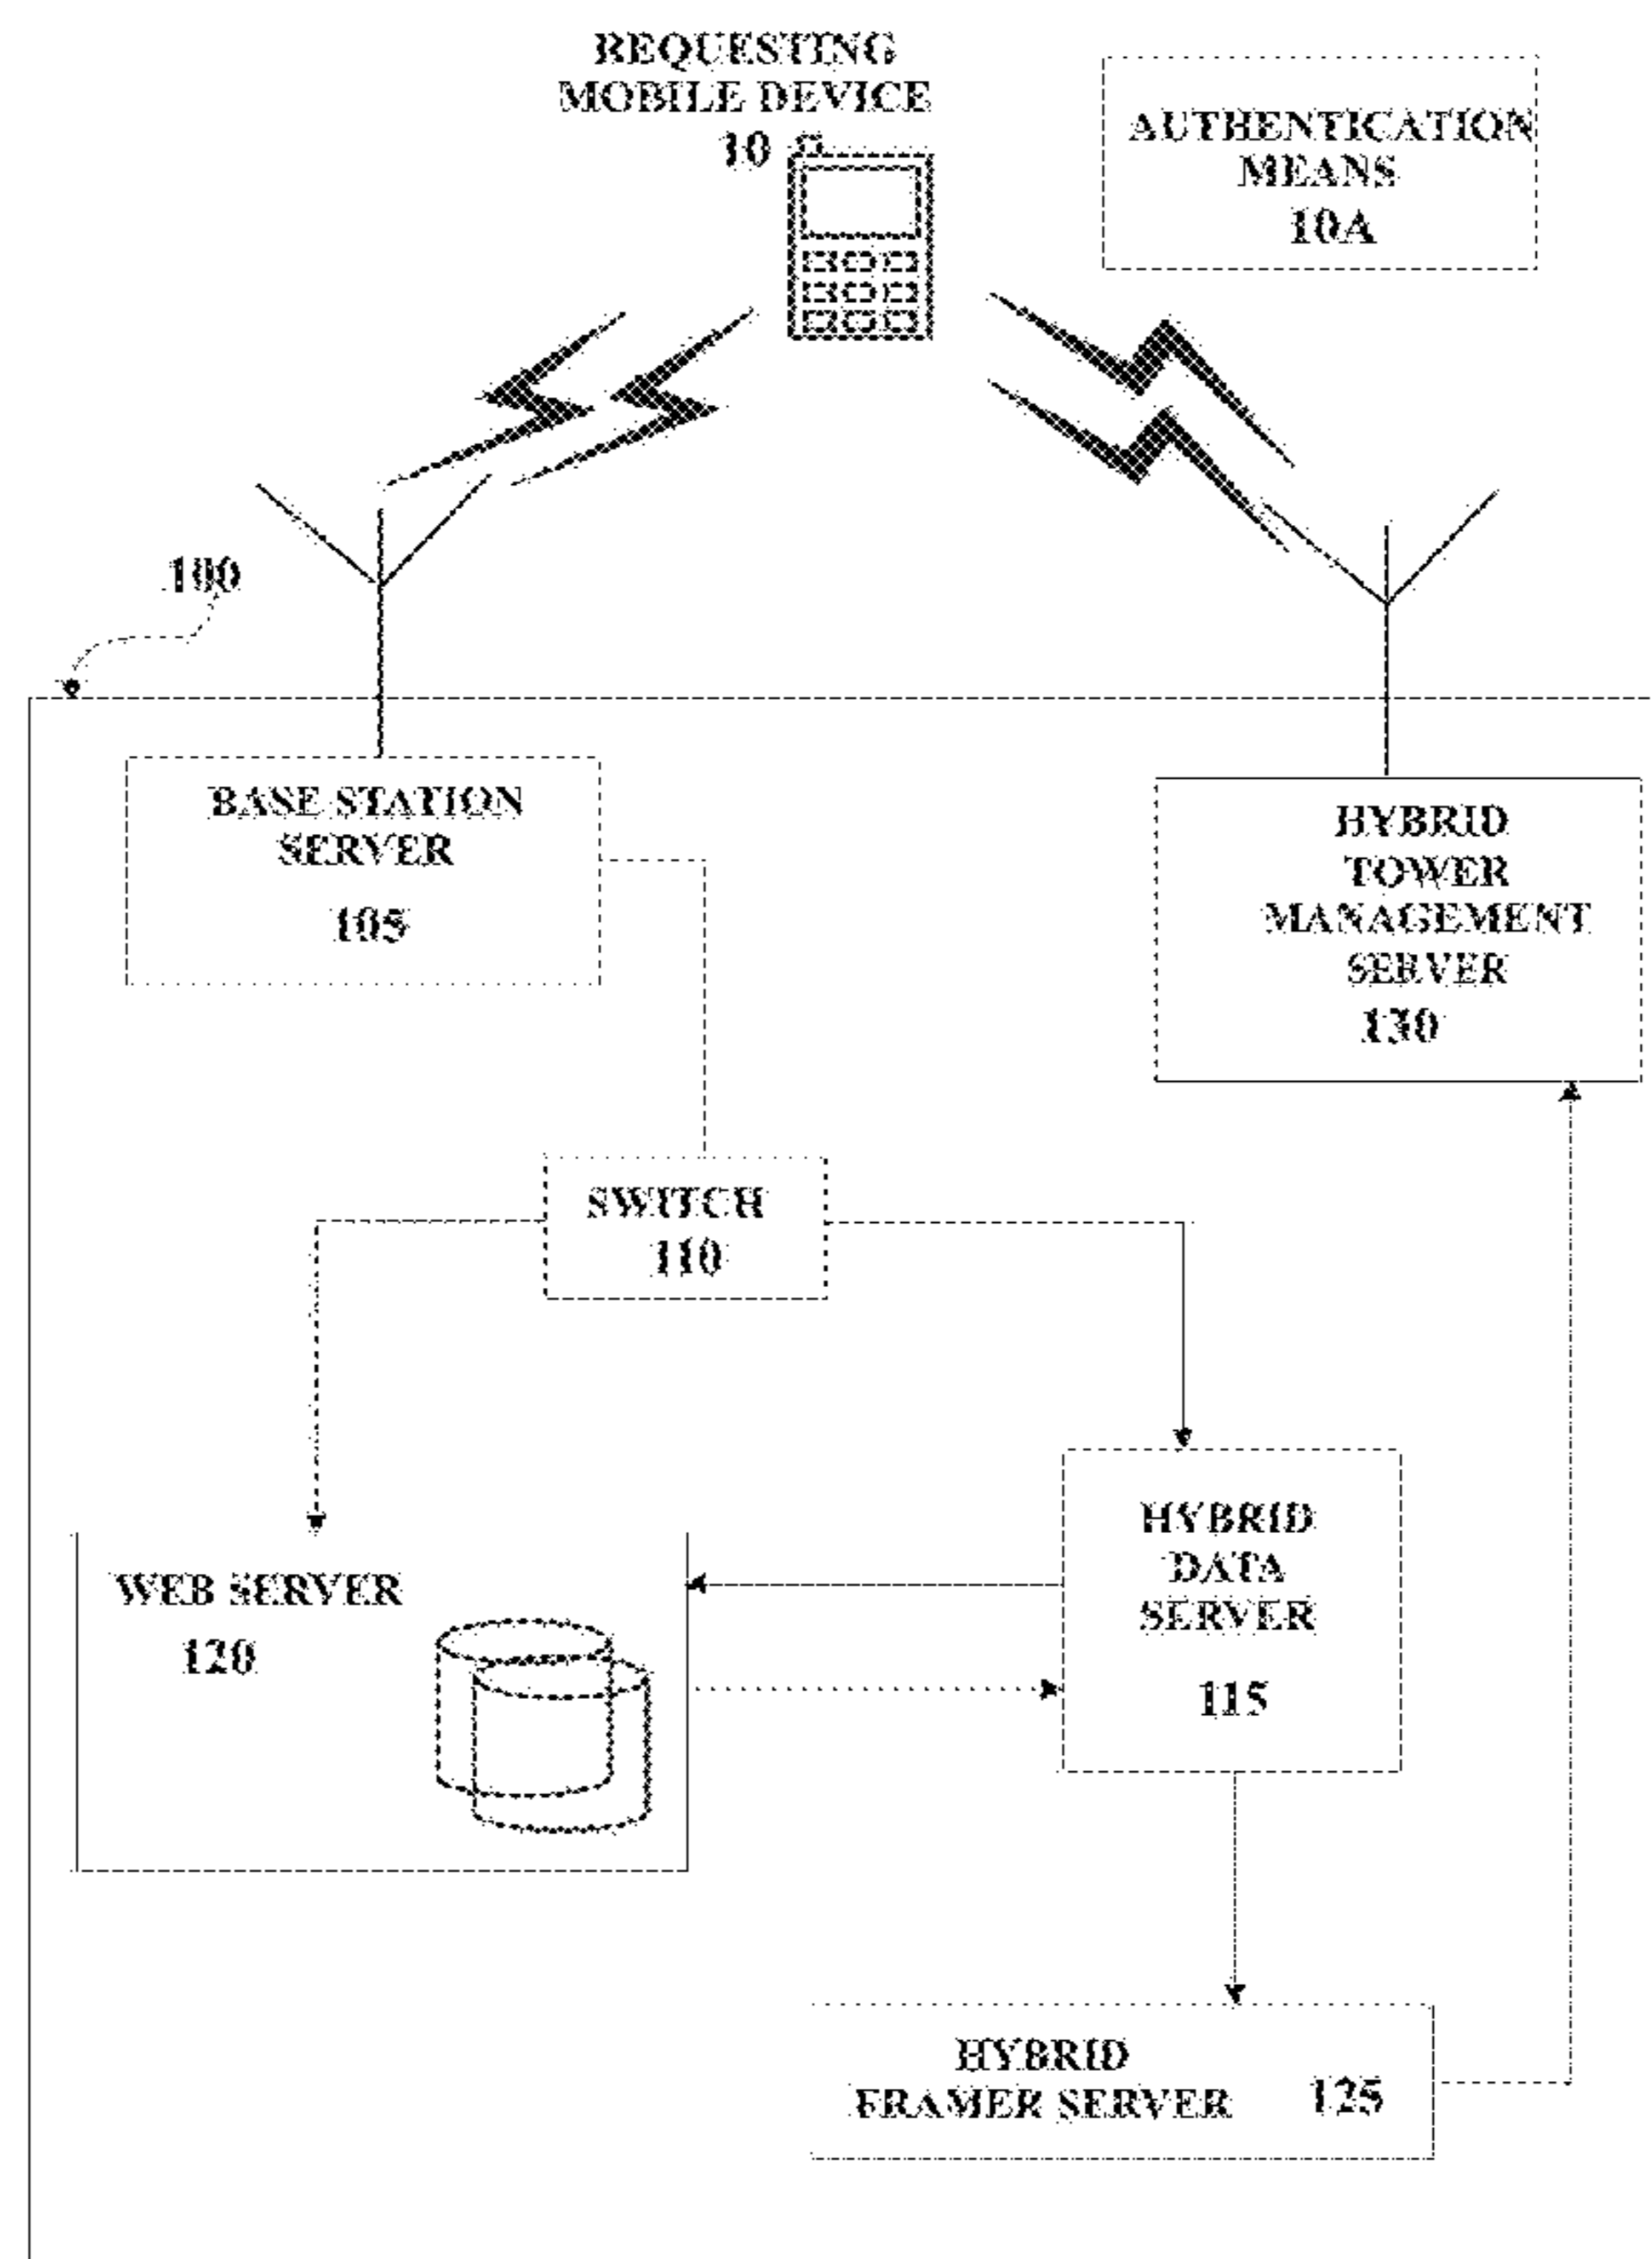 REQUESTING
MOBILE DEVICE
10
AUTHENTICATION
MEANS
10A
100
BASE STATION
SERVER
105
HYBRID
TOWER
MANAGEMENT
SERVER
130
SWITCH
110
WEB SERVER
120
HYBRID
DATA
SERVER
115
HYBRID
FRAMER SERVER 125